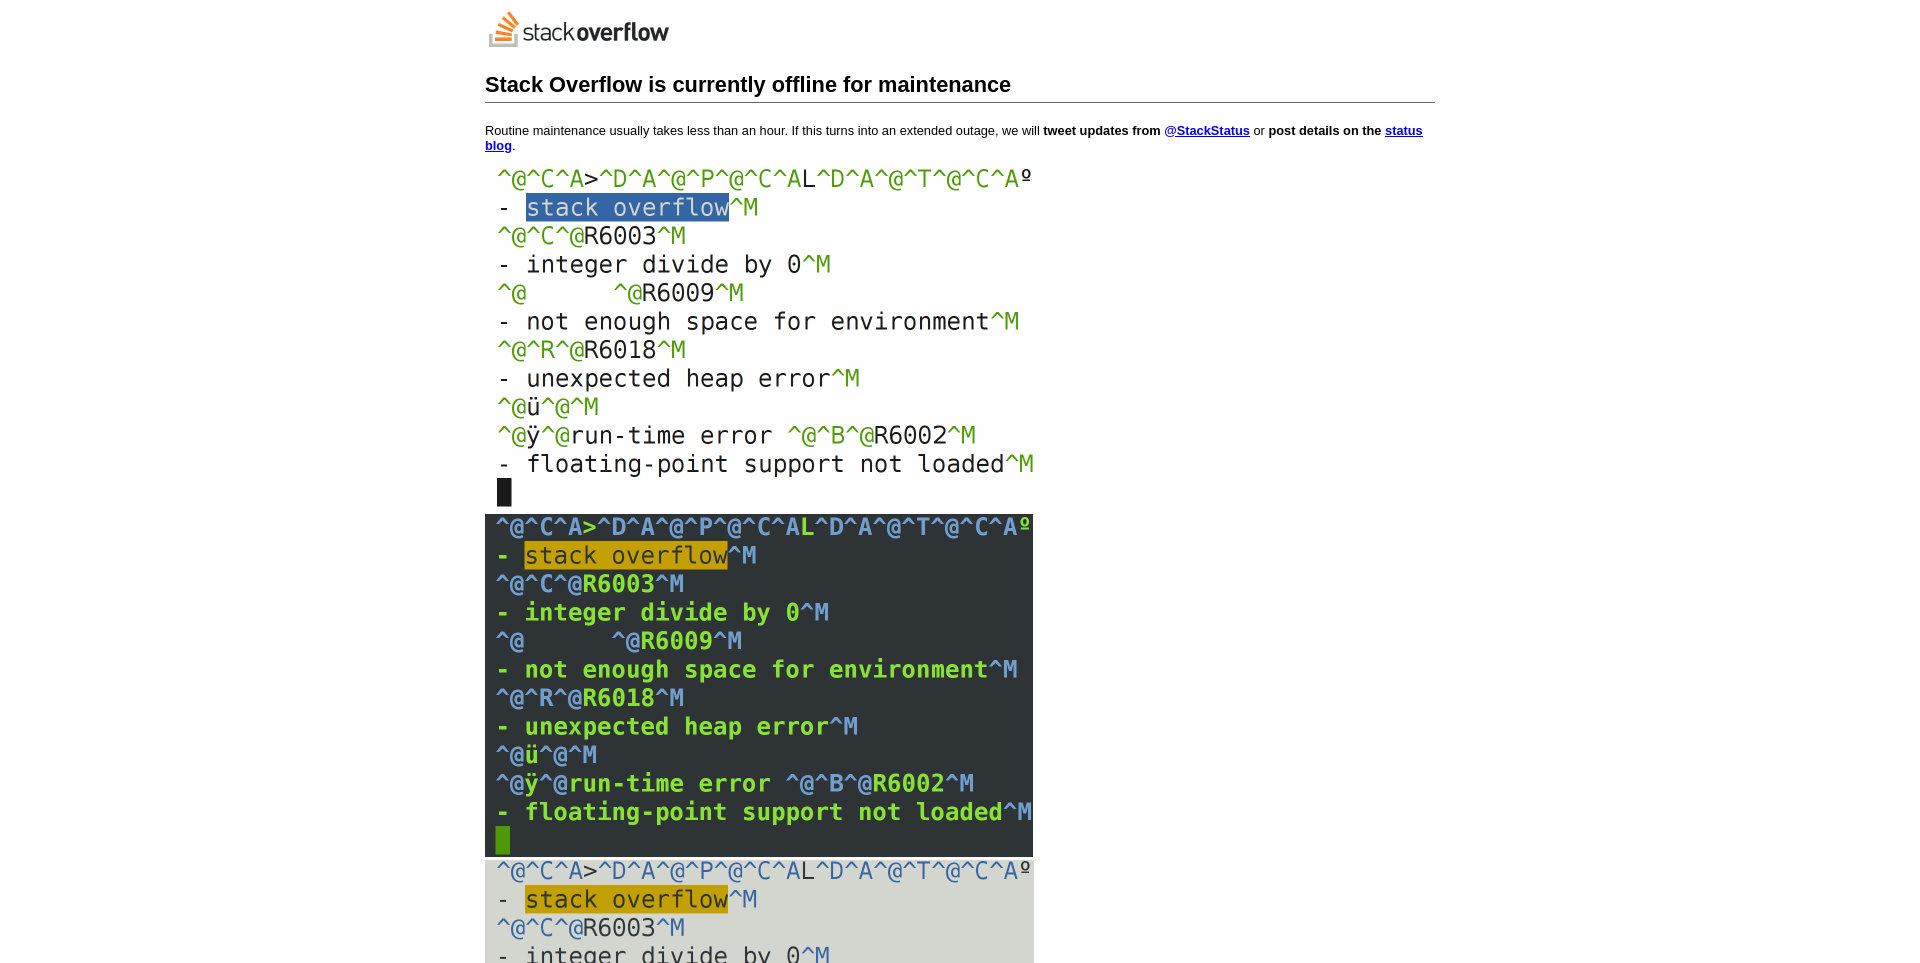 stackoverflow
Stack Overflow is currently offline for maintenance
Routine maintenance usually takes less than an hour. If this turns into an extended outage, we will tweet updates from @StackStatus or post details on the status
blog.
^@^C^A>^D^A^@^P^@^C^AL^D^A^@^T^@^C^Aº
- stack overflow^M
^@^C^@R6003^M
- integer divide by 0^M
^@      ^@R6009^M
- not enough space for environment^M
^@^R^@R6018^M
- unexpected heap error^M
^@ü^@^M
^@ÿ^@run-time error ^@^B^@R6002^M
- floating-point support not loaded^M
^@^C^A>^D^A^@^P^@^C^AL^D^A^@^T^@^C^Aº
- stack overflow^M
^@^C^@R6003^M
- integer divide by 0^M
^@      ^@R6009^M
- not enough space for environment^M
^@^R^@R6018^M
- unexpected heap error^M
^@ü^@^M
^@ÿ^@run-time error ^@^B^@R6002^M
- floating-point support not loaded^M
^@^C^A>^D^A^@^P^@^C^AL^D^A^@^T^@^C^Aº
- stack overflow^M
^@^C^@R6003^M
- integer divide by 0^M